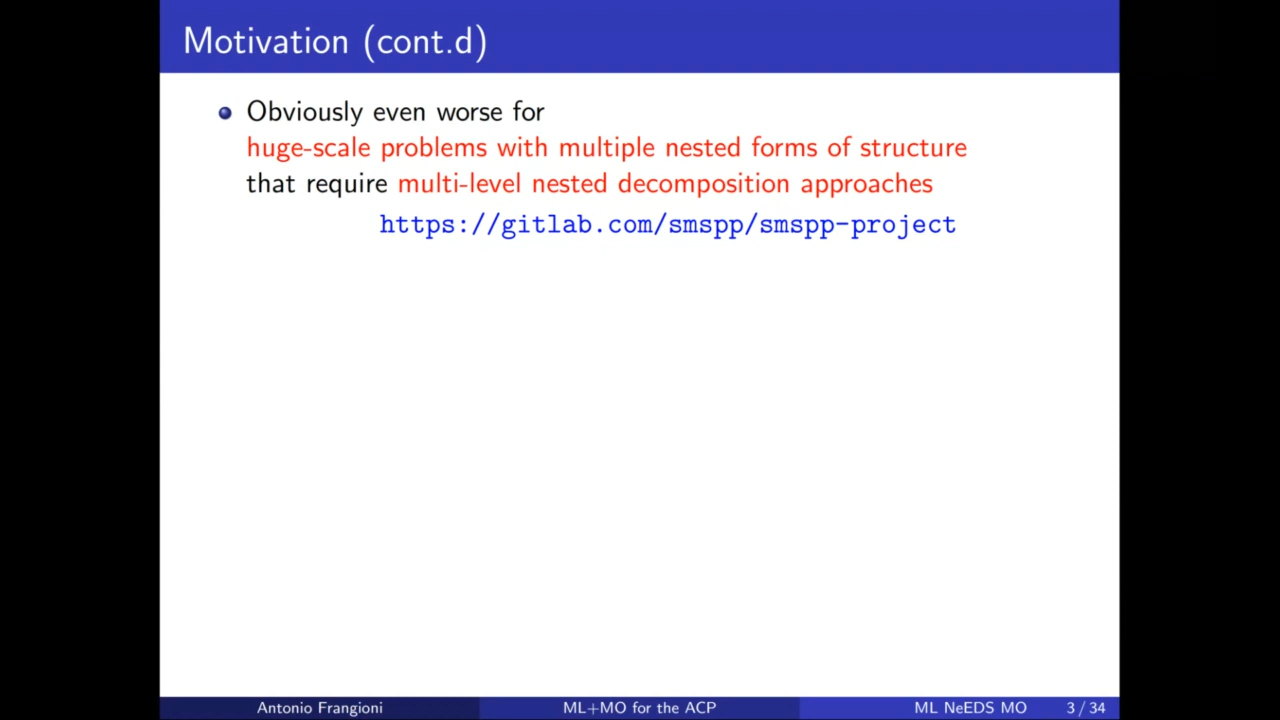 Motivation (cont.d)
Obviously even worse for
huge-scale problems with multiple nested forms of structure
that require multi-level nested decomposition approaches
https://gitlab.com/smspp/smspp-project
Antonio Frangioni
ML+MO for the ACP
ML NeEDS MO
3 / 34